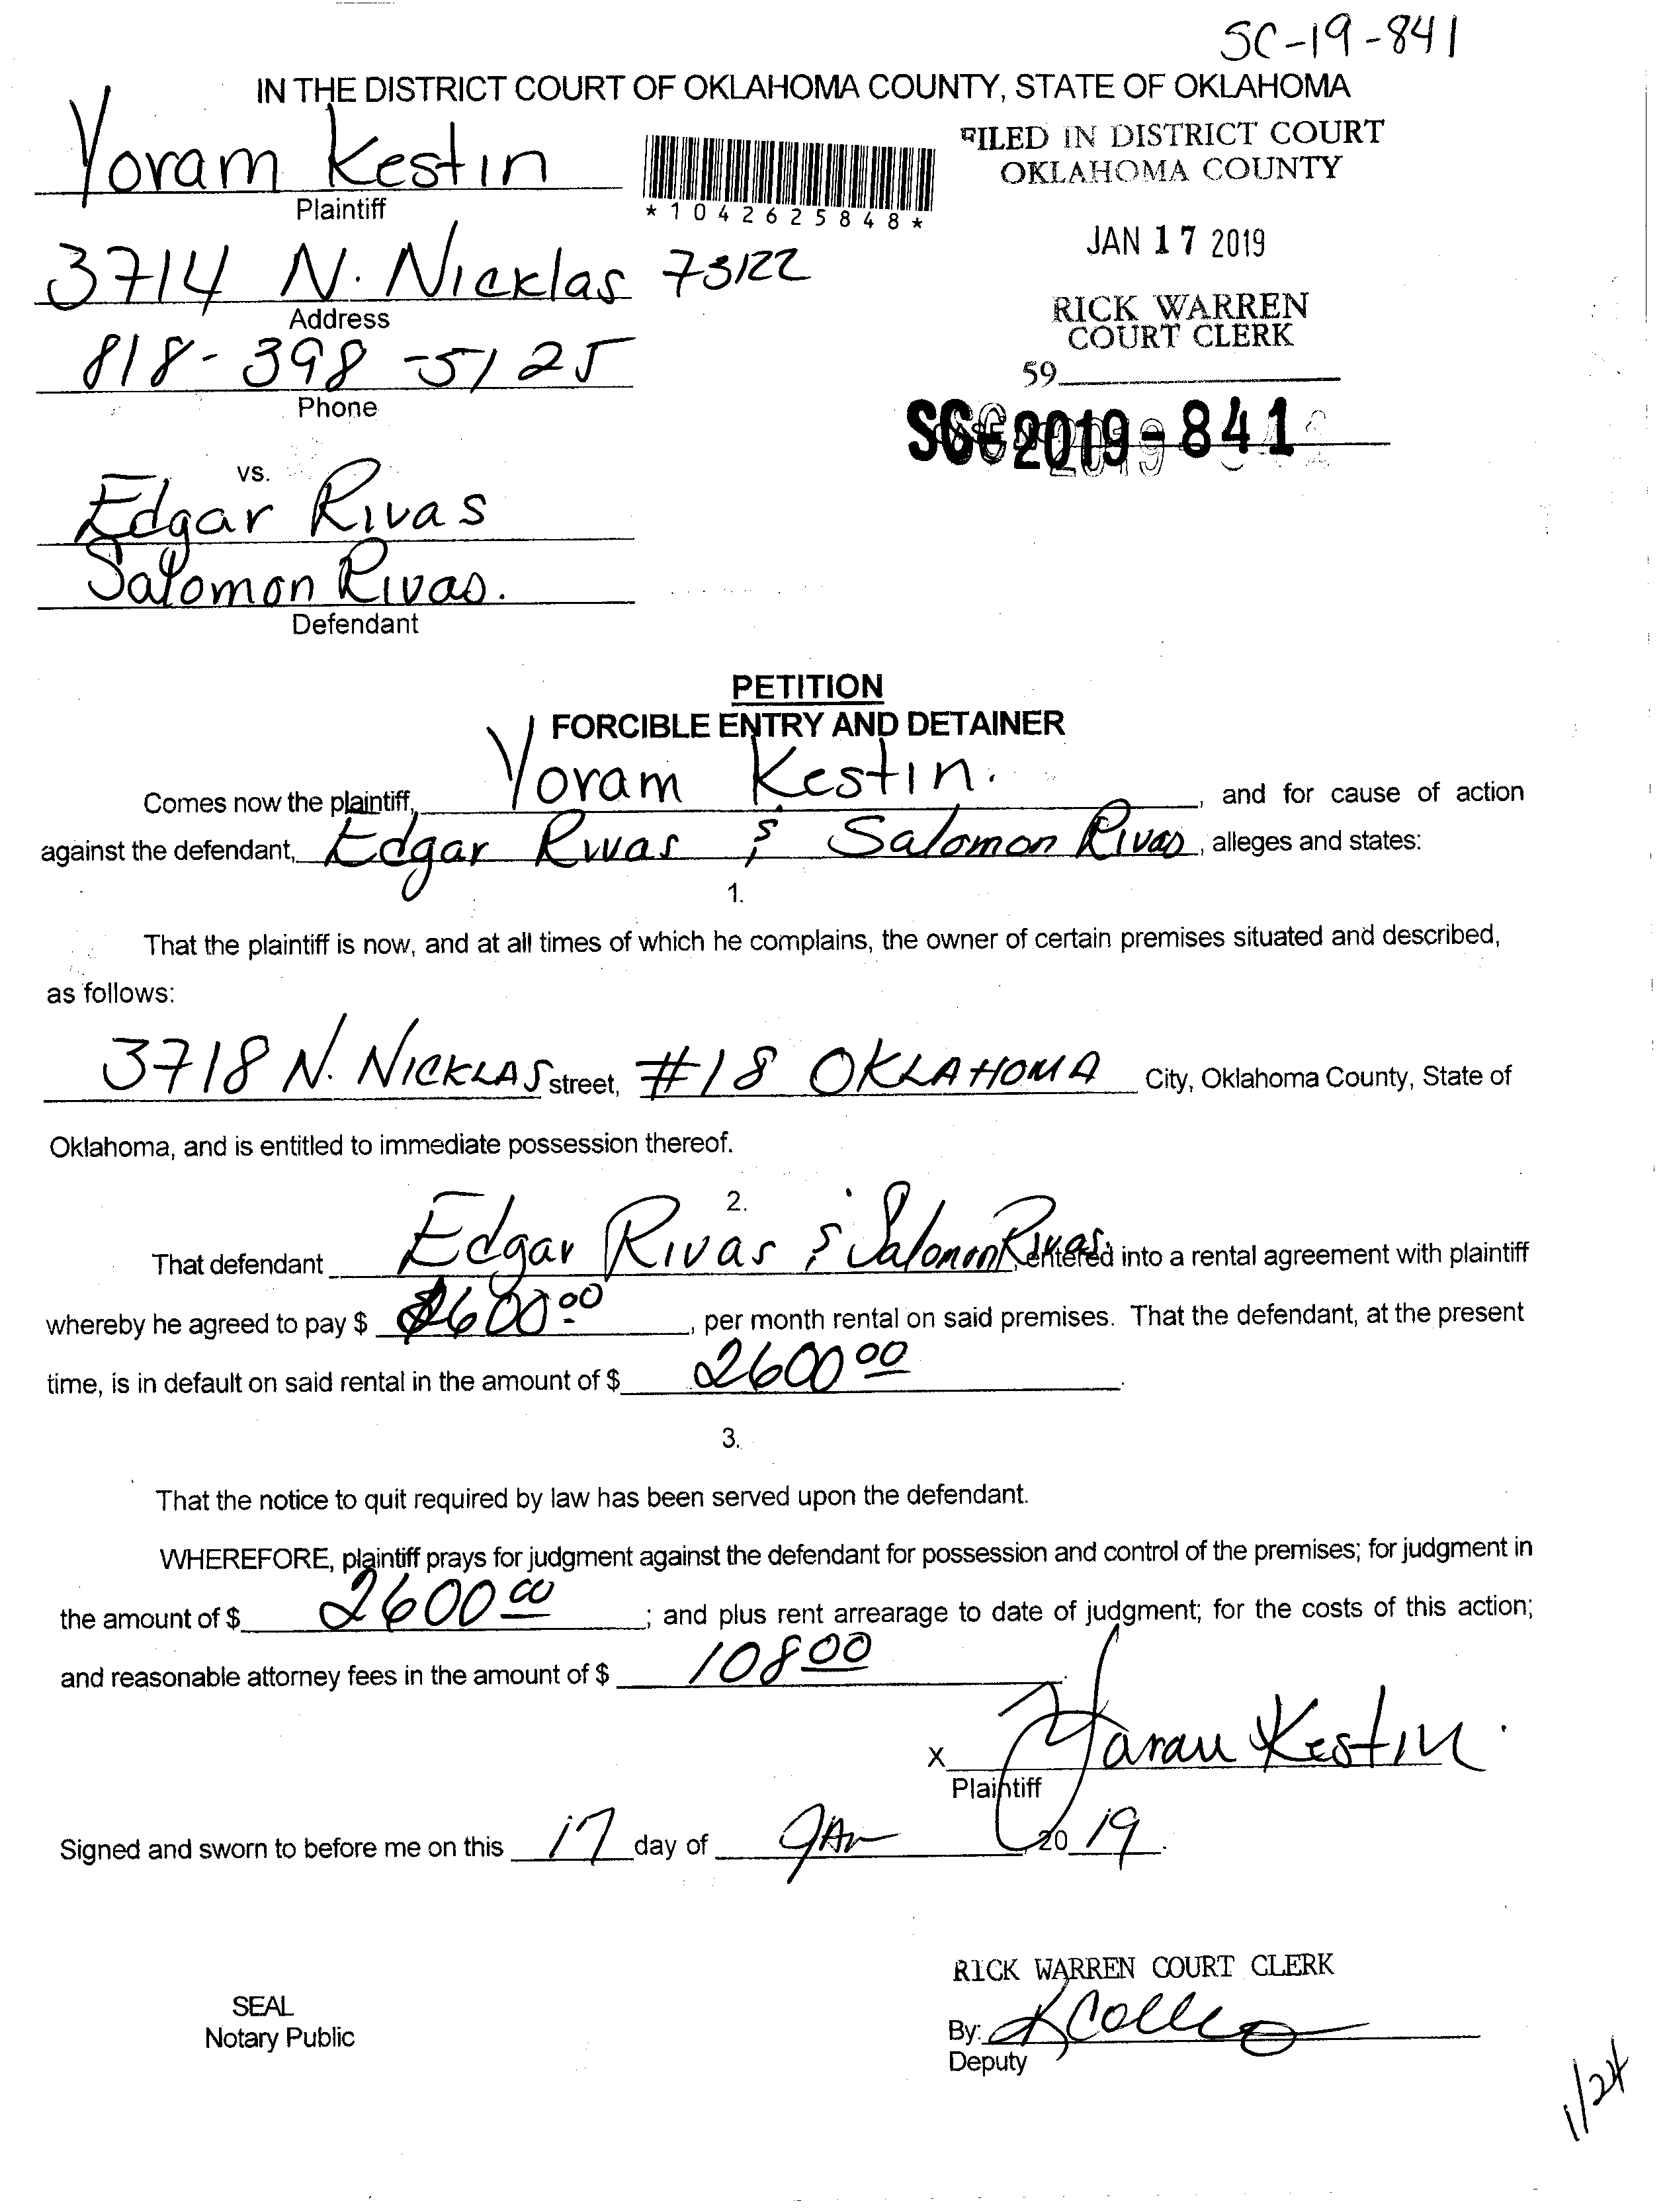 SC-19-841
IN THE DISTRICT COURT OF OKLAHOMA COUNTY, STATE OF OKLAHOMA
Yoram Kestin
Plaintiff
*1042625848*
FILED IN DISTRICT COURT
OKLAHOMA COUNTY
JAN 17 2019
RICK WARREN
COURT CLERK
59
3714 N. Nicklas 73122
Address
818-398-5125
Phone
SC-2019-841
vs.
Edgar Rivas
Salomon Rivas.
Defendant
PETITION
FORCIBLE ENTRY AND DETAINER
Comes now the plaintiff, Yoram Kestin. , and for cause of action
against the defendant, Edgar Rivas & Salomon Rivas, alleges and states:
1.
That the plaintiff is now, and at all times of which he complains, the owner of certain premises situated and described,
as follows:
3718 N. NICKLAS street, #18 OKLAHOMA City, Oklahoma County, State of
Oklahoma, and is entitled to immediate possession thereof.
2.
That defendant Edgar Rivas & Salomon Rivas, entered into a rental agreement with plaintiff
whereby he agreed to pay $ 600.00 , per month rental on said premises. That the defendant, at the present
time, is in default on said rental in the amount of $ 2600 00 .
3.
That the notice to quit required by law has been served upon the defendant.
WHEREFORE, plaintiff prays for judgment against the defendant for possession and control of the premises; for judgment in
the amount of $ 2600 00 ; and plus rent arrearage to date of judgment; for the costs of this action;
and reasonable attorney fees in the amount of $ 108 00 .
X Yoram Kestin.
Plaintiff
Signed and sworn to before me on this 17 day of JAN , 20 19 .
RICK WARREN COURT CLERK
SEAL
Notary Public
By:
Deputy
1/24